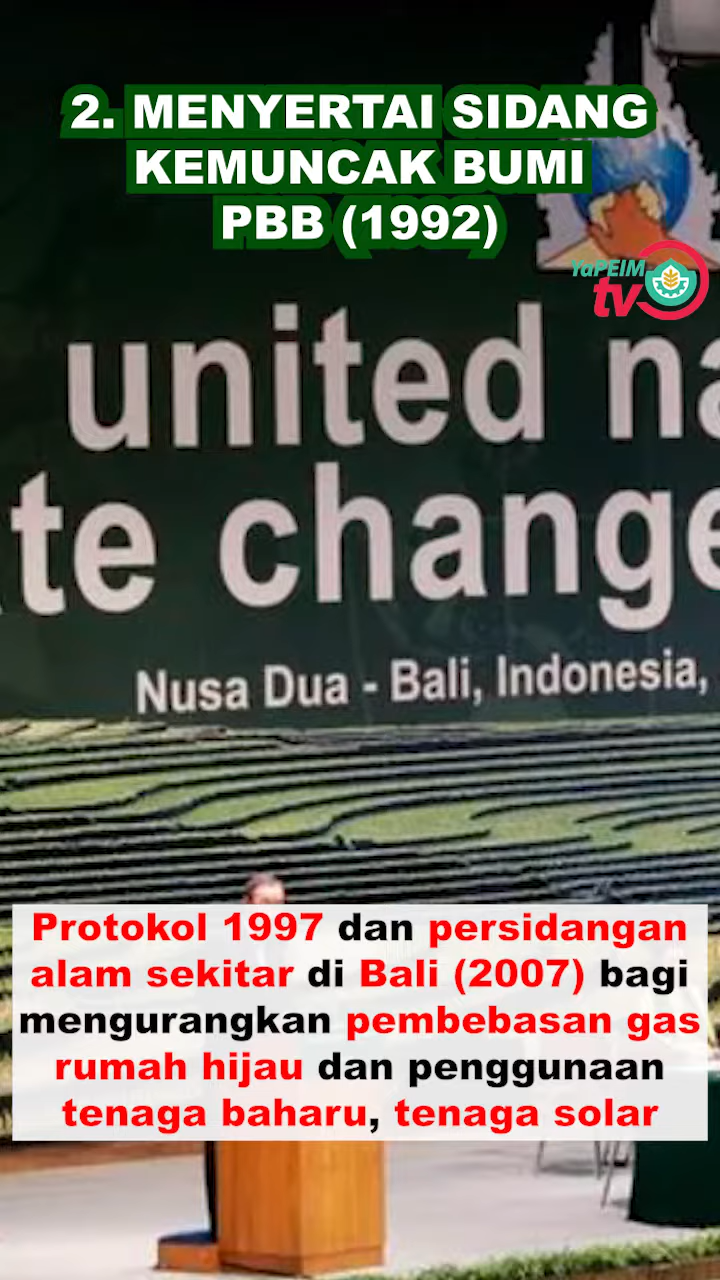 2. MENYERTAI SIDANG
KEMUNCAK BUMI
PBB (1992)
YaPEIM
tv
united na
te change
Nusa Dua - Bali, Indonesia,
Protokol 1997 dan persidangan
alam sekitar di Bali (2007) bagi
mengurangkan pembebasan gas
rumah hijau dan penggunaan
tenaga baharu, tenaga solar